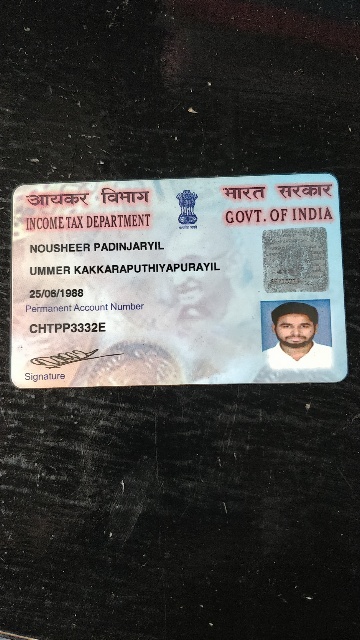 आयकर विभाग
INCOME TAX DEPARTMENT
भारत सरकार
GOVT. OF INDIA
NOUSHEER PADINJARYIL
UMMER KAKKARAPUTHIYAPURAYIL
25/06/1988
Permanent Account Number
CHTPP3332E
Signature